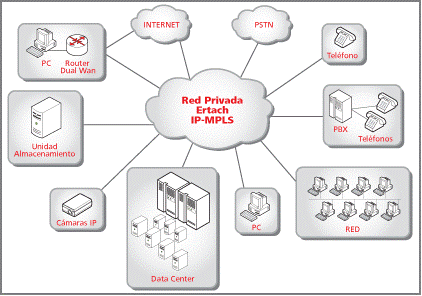 INTERNET
PSTN
PC
Router
Dual Wan
Teléfono
Red Privada
Ertach
IP-MPLS
PBX
Teléfonos
Unidad
Almacenamiento
Cámaras IP
Data Center
PC
RED